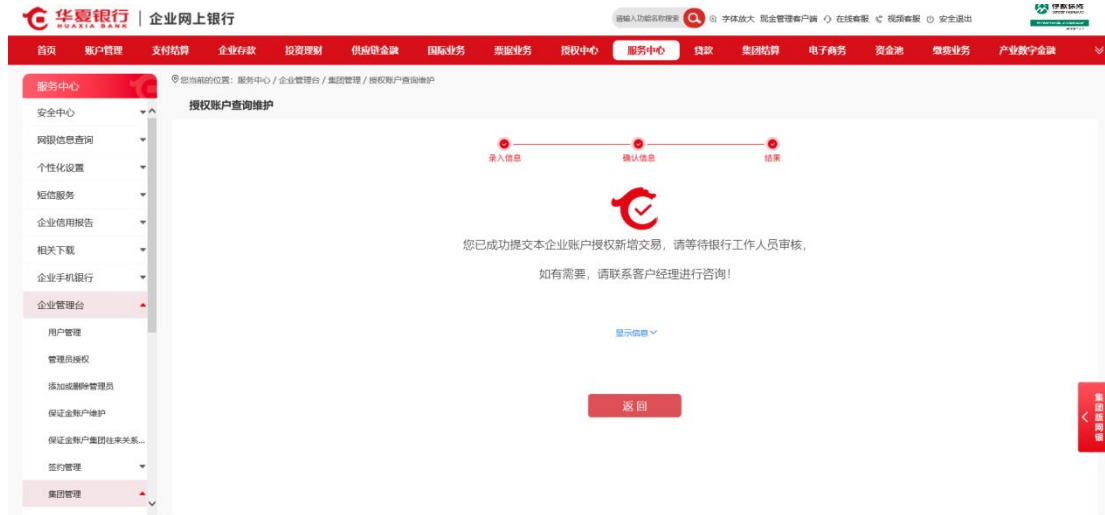 华夏银行 企业网上银行
HUAXIA BANK
请输入功能名称搜索 字体放大 现金管理客户端 在线客服 视频客服 安全退出
首页 账户管理 支付结算 企业存款 投资理财 供应链金融 国际业务 票据业务 授权中心 服务中心 贷款 集团结算 电子商务 资金池 缴费业务 产业数字金融
服务中心
您当前的位置：服务中心 / 企业管理台 / 集团管理 / 授权账户查询维护
授权账户查询维护
安全中心
网银信息查询
个性化设置
短信服务
企业信用报告
相关下载
企业手机银行
企业管理台
用户管理
管理员授权
添加或删除管理员
保证金账户维护
保证金账户集团往来关系...
签约管理
集团管理
录入信息 确认信息 结果
您已成功提交本企业账户授权新增交易，请等待银行工作人员审核，
如有需要，请联系客户经理进行咨询！
显示信息
返回
集团版网银